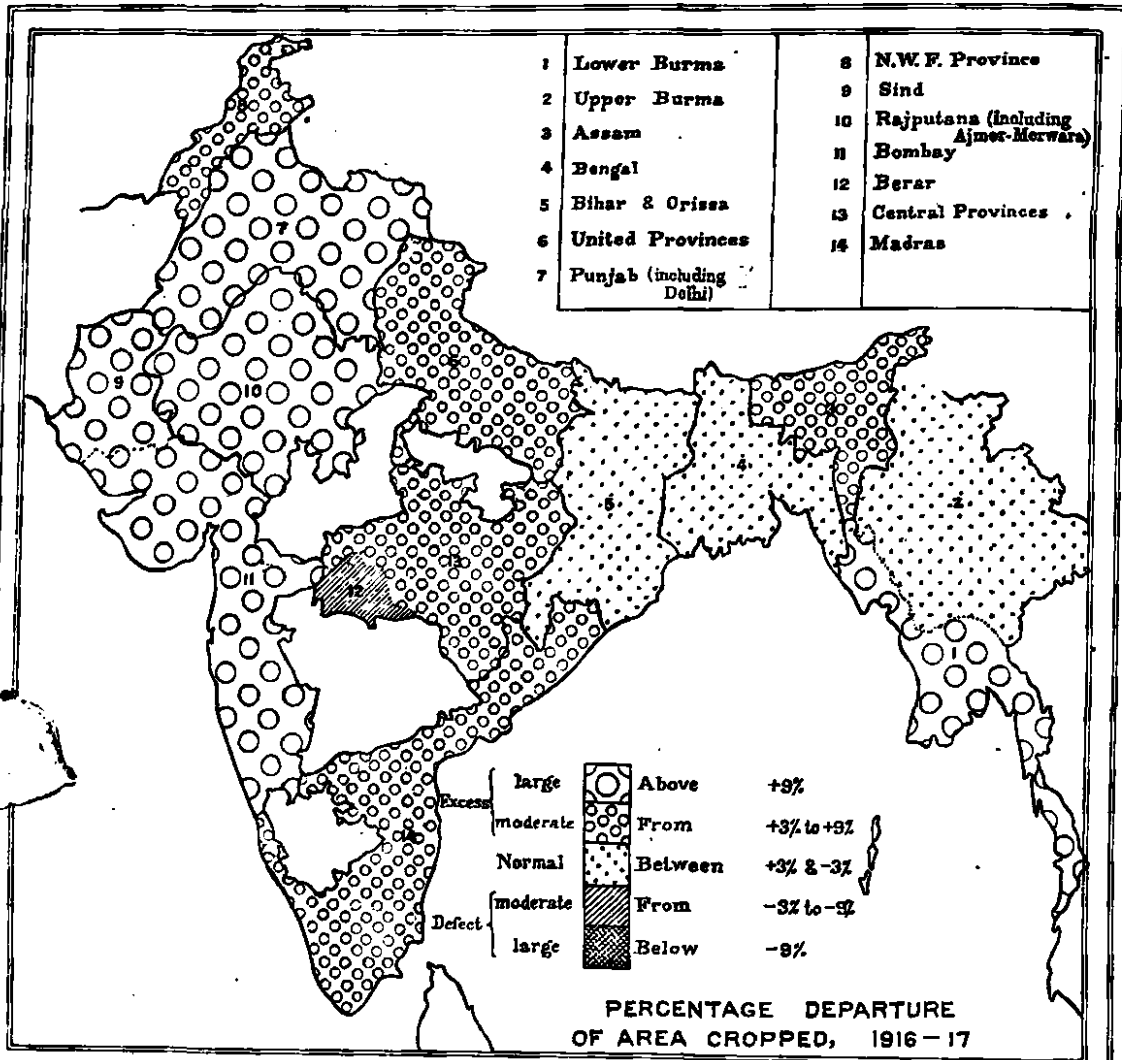 1 Lower Burma
2 Upper Burma
3 Assam
4 Bengal
5 Bihar & Orissa
6 United Provinces
7 Punjab (including
Delhi)
8 N.W.F. Province
9 Sind
10 Rajputana (including
Ajmer-Merwara)
11 Bombay
12 Berar
13 Central Provinces
14 Madras
8
7
6
9
10
3
4
5
2
13
12
11
1
14
Excess
large Above +9%
moderate From +3% to +9%
Normal Between +3% & -3%
Defect
moderate From -3% to -9%
large Below -9%
PERCENTAGE DEPARTURE
OF AREA CROPPED, 1916-17